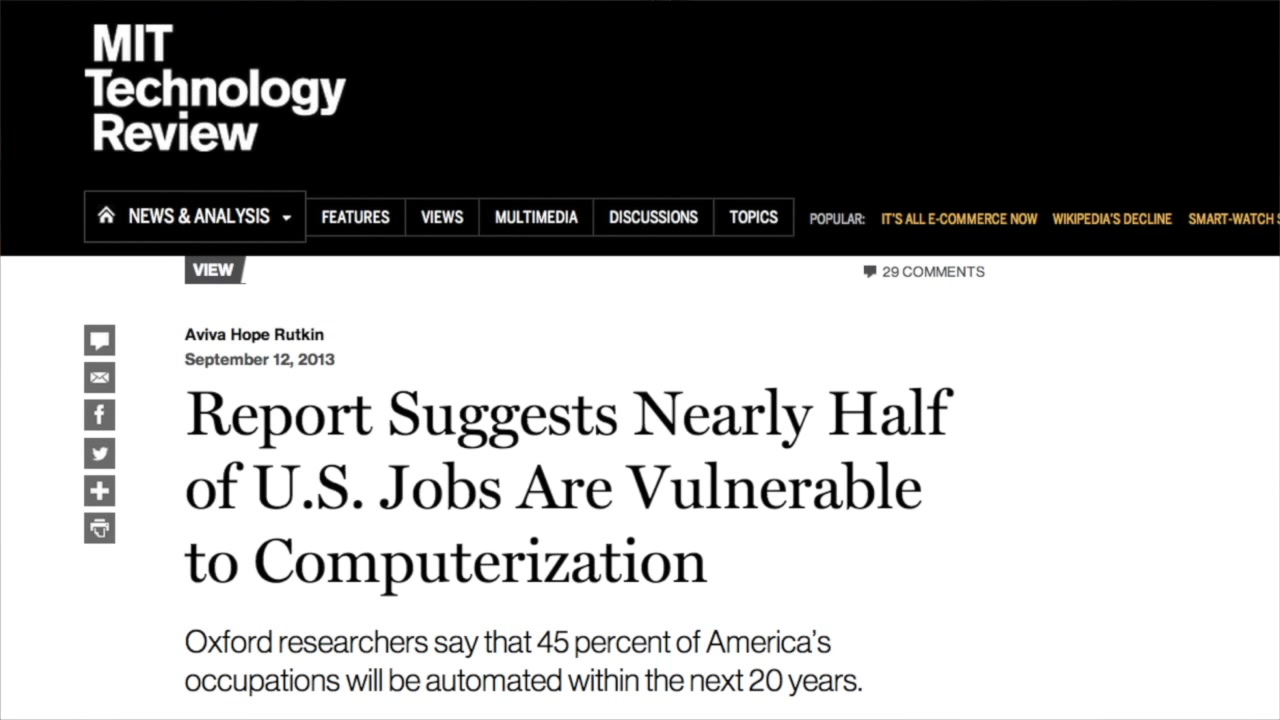 MIT
Technology
Review
NEWS & ANALYSIS
FEATURES
VIEWS
MULTIMEDIA
DISCUSSIONS
TOPICS
POPULAR:
IT'S ALL E-COMMERCE NOW
WIKIPEDIA'S DECLINE
SMART-WATCH
VIEW
29 COMMENTS
Aviva Hope Rutkin
September 12, 2013
Report Suggests Nearly Half
of U.S. Jobs Are Vulnerable
to Computerization
Oxford researchers say that 45 percent of America's
occupations will be automated within the next 20 years.